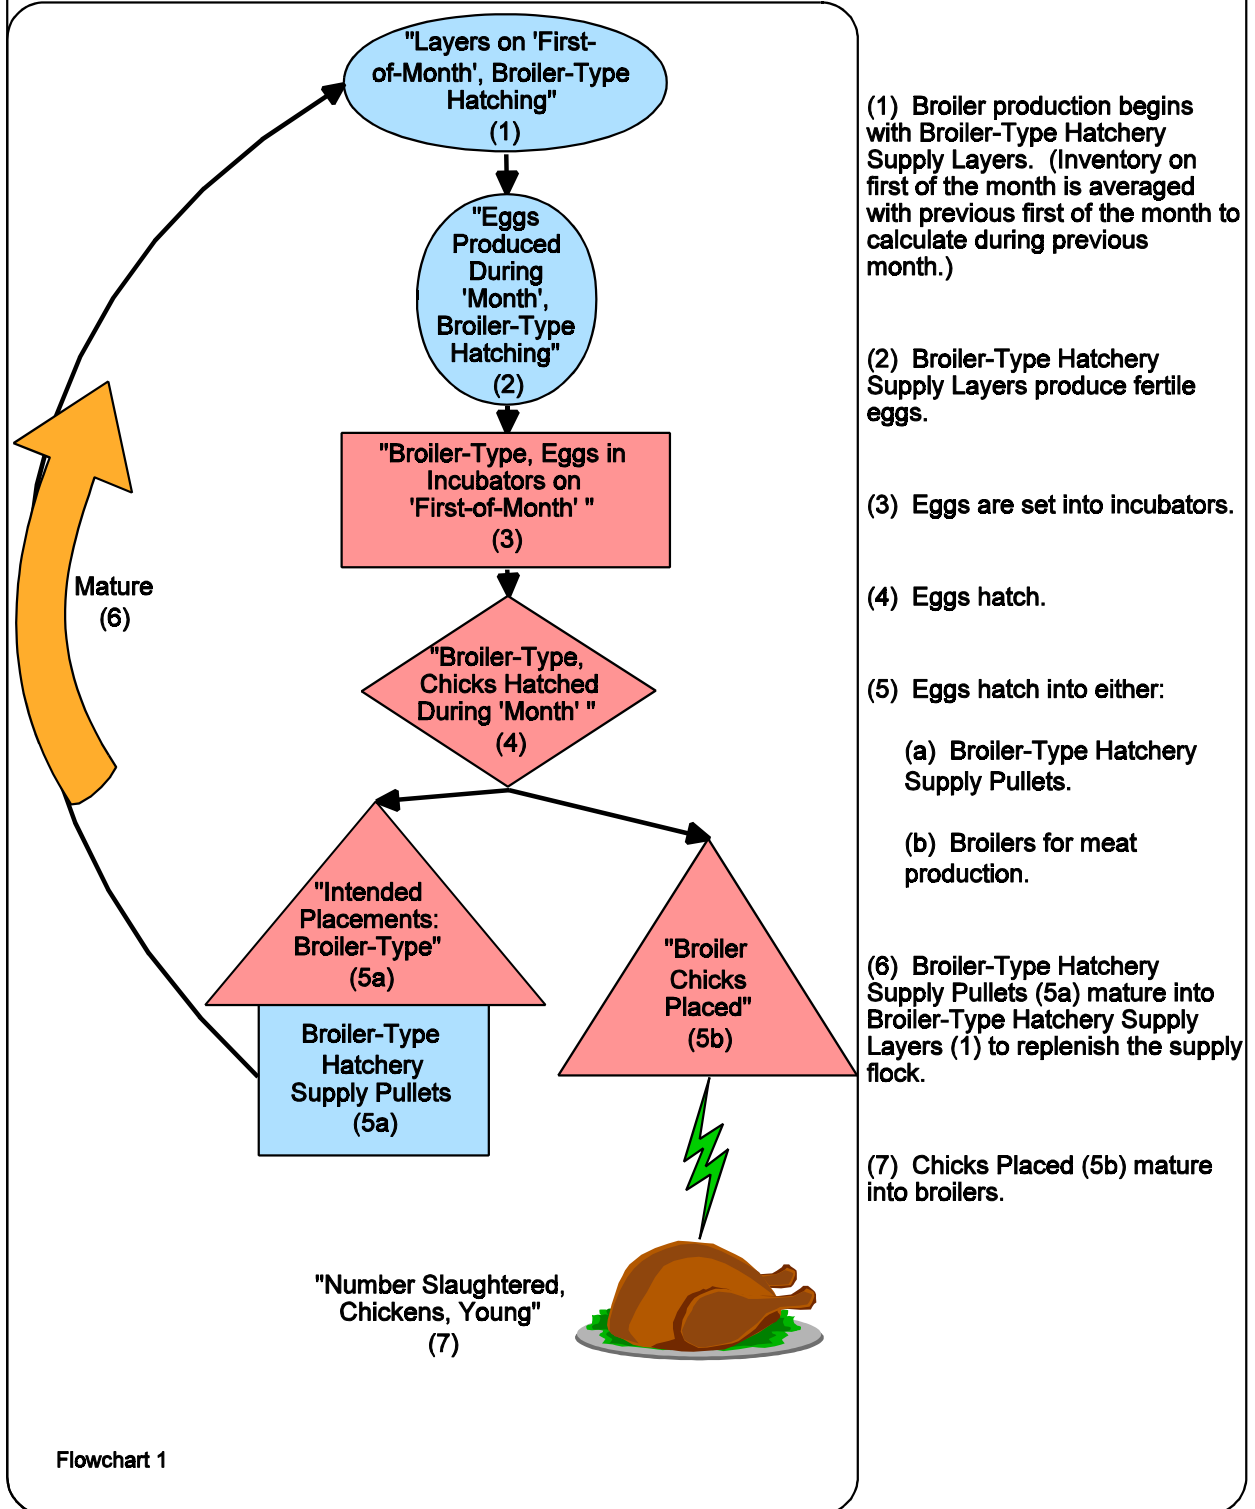 "Layers on 'First-
of-Month', Broiler-Type
Hatching"
(1)
"Eggs
Produced
During
'Month',
Broiler-Type
Hatching"
(2)
"Broiler-Type, Eggs in
Incubators on
'First-of-Month' "
(3)
Mature
(6)
"Broiler-Type,
Chicks Hatched
During 'Month' "
(4)
"Intended
Placements:
Broiler-Type"
(5a)
Broiler-Type
Hatchery
Supply Pullets
(5a)
"Broiler
Chicks
Placed"
(5b)
"Number Slaughtered,
Chickens, Young"
(7)
Flowchart 1
(1)  Broiler production begins
with Broiler-Type Hatchery
Supply Layers.  (Inventory on
first of the month is averaged
with previous first of the month to
calculate during previous
month.)
(2)  Broiler-Type Hatchery
Supply Layers produce fertile
eggs.
(3)  Eggs are set into incubators.
(4)  Eggs hatch.
(5)  Eggs hatch into either:
(a)  Broiler-Type Hatchery
Supply Pullets.
(b)  Broilers for meat
production.
(6)  Broiler-Type Hatchery
Supply Pullets (5a) mature into
Broiler-Type Hatchery Supply
Layers (1) to replenish the supply
flock.
(7)  Chicks Placed (5b) mature
into broilers.